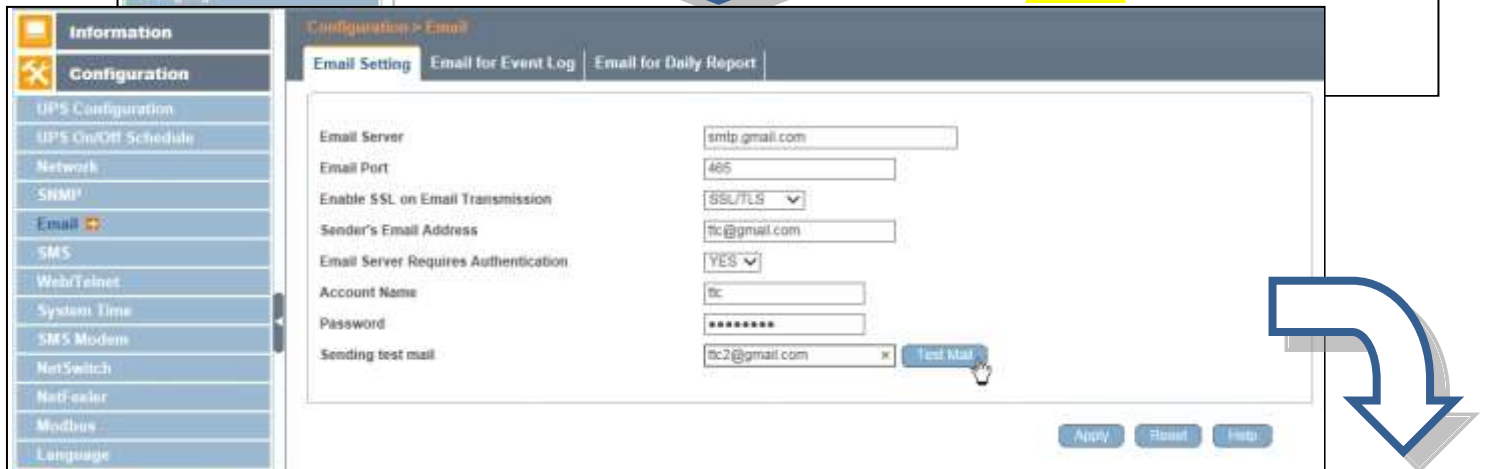 Information
Configuration
UPS Configuration
UPS On/Off Schedule
Network
SNMP
Email
SMS
Web/Telnet
System Time
SMS Modem
NetSwitch
NetFeeler
Modbus
Language
Configuration > Email
Email Setting Email for Event Log Email for Daily Report
Email Server smtp.gmail.com
Email Port 465
Enable SSL on Email Transmission SSL/TLS
Sender's Email Address ttc@gmail.com
Email Server Requires Authentication YES
Account Name ttc
Password ••••••••
Sending test mail ttc2@gmail.com × Test Mail
Apply Reset Help